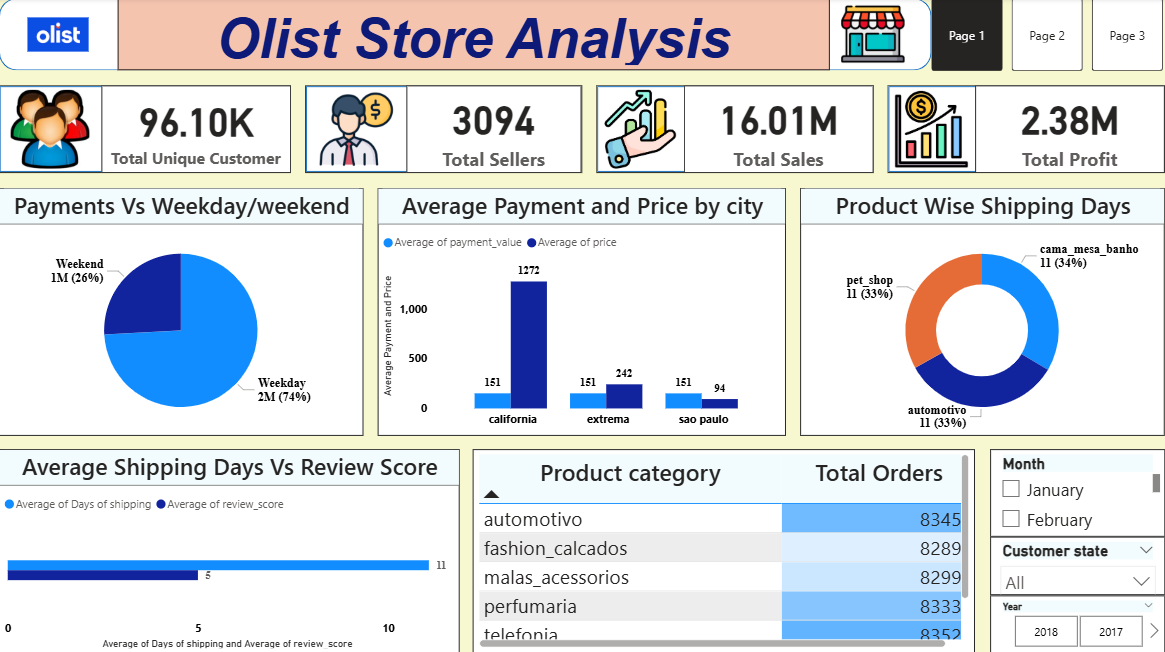 olist
Olist Store Analysis
Page 1
Page 2
Page 3
96.10K
Total Unique Customer
3094
Total Sellers
16.01M
Total Sales
2.38M
Total Profit
Payments Vs Weekday/weekend
Weekend
1M (26%)
Weekday
2M (74%)
Average Payment and Price by city
Average of payment_value Average of price
Average Payment and Price
1,000
500
0
151
1272
151
242
151
94
california
extrema
sao paulo
Product Wise Shipping Days
cama_mesa_banho
11 (34%)
pet_shop
11 (33%)
automotivo
11 (33%)
Average Shipping Days Vs Review Score
Average of Days of shipping Average of review_score
11
5
0 5 10
Average of Days of shipping and Average of review_score
Product category Total Orders
automotivo 8345
fashion_calcados 8289
malas_acessorios 8299
perfumaria 8333
telefonia 8352
Month
January
February
Customer state
All
Year
2018 2017